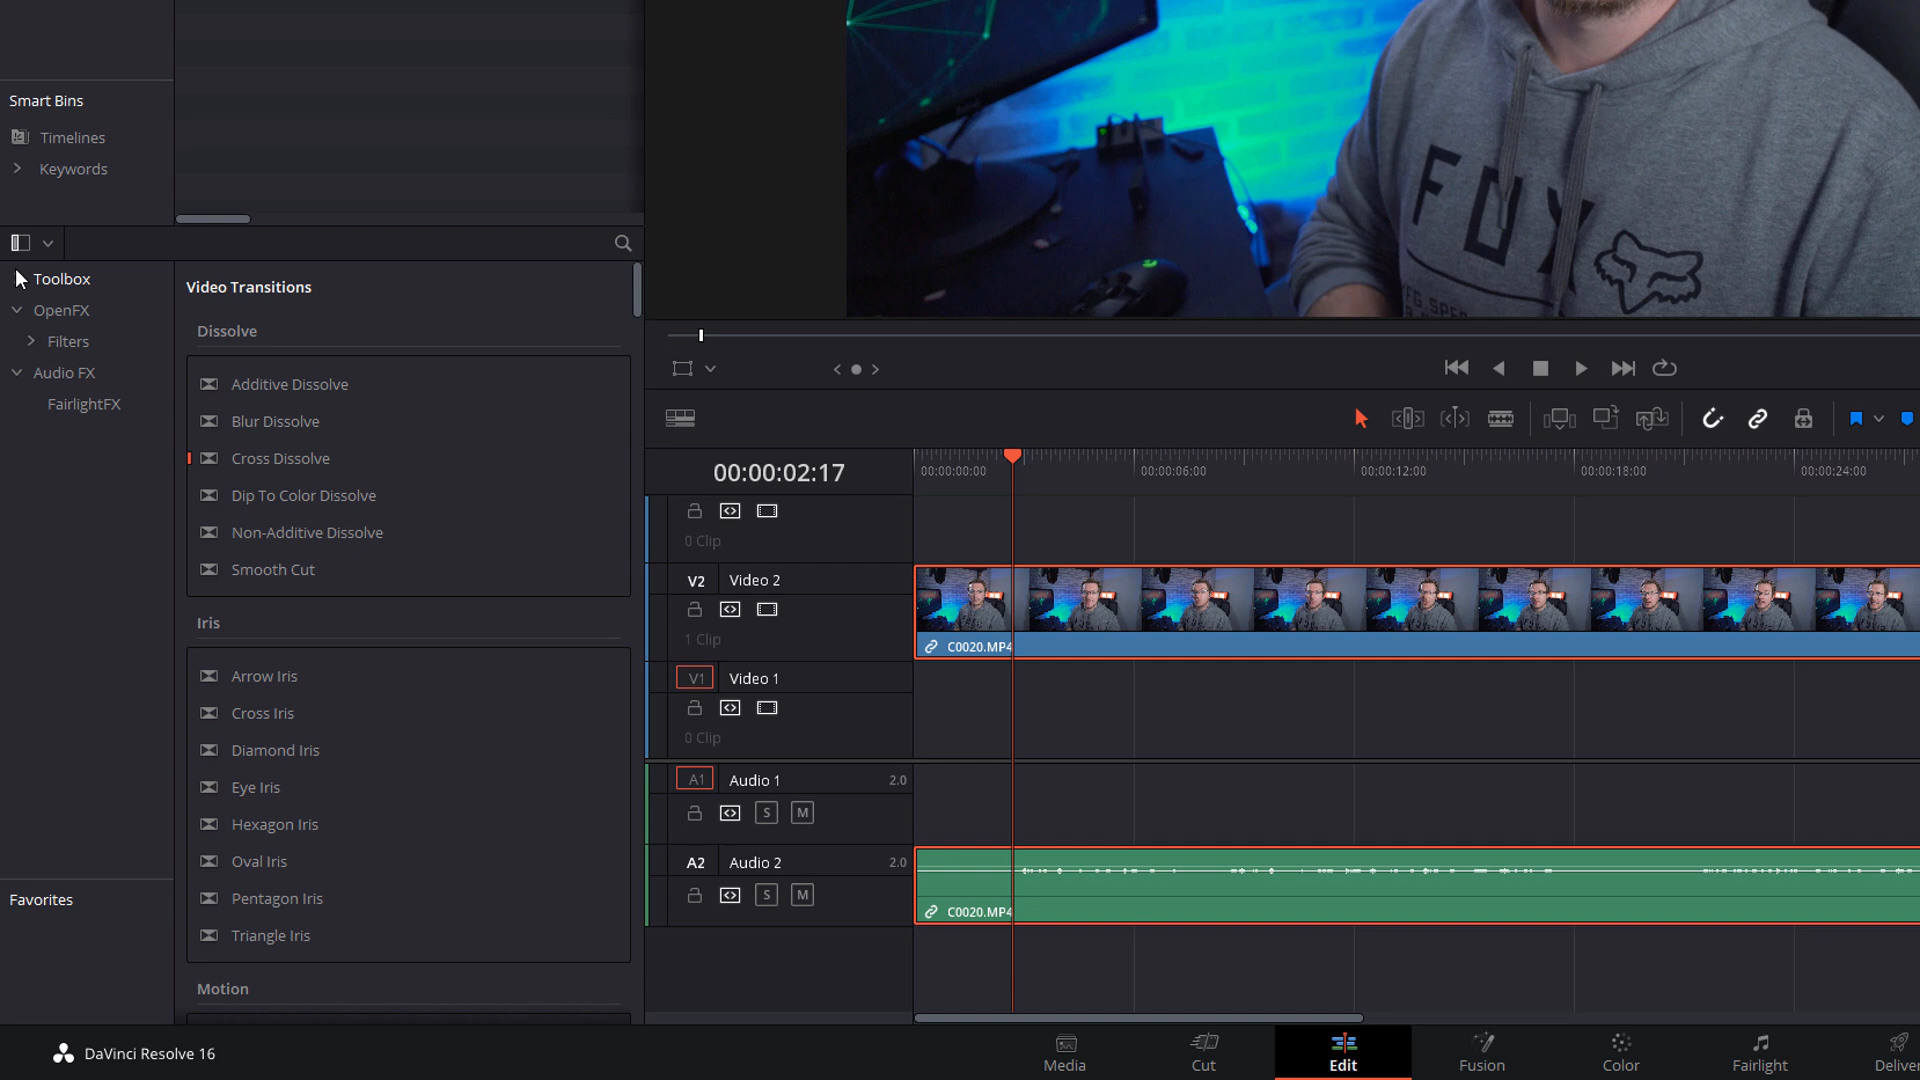 Smart Bins
Timelines
Keywords
Toolbox
OpenFX
Filters
Audio FX
FairlightFX
Favorites
Video Transitions
Dissolve
Additive Dissolve
Blur Dissolve
Cross Dissolve
Dip To Color Dissolve
Non-Additive Dissolve
Smooth Cut
Iris
Arrow Iris
Cross Iris
Diamond Iris
Eye Iris
Hexagon Iris
Oval Iris
Pentagon Iris
Triangle Iris
Motion
FOX
00:00:02:17
00:00:00:00 00:00:06:00 00:00:12:00 00:00:18:00 00:00:24:00
0 Clip
V2 Video 2
1 Clip
C0020.MP4
V1 Video 1
0 Clip
A1 Audio 1 2.0
S M
A2 Audio 2 2.0
S M
C0020.MP4
DaVinci Resolve 16
Media Cut Edit Fusion Color Fairlight Deliver